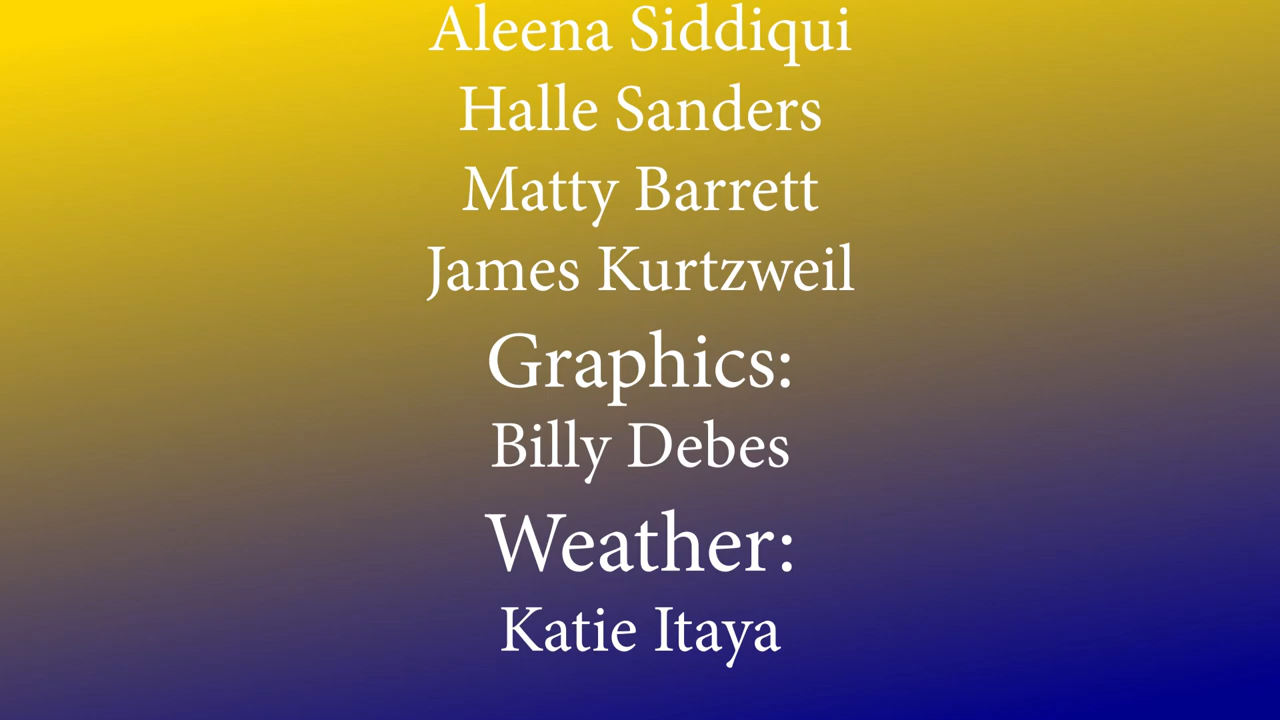 Aleena Siddiqui
Halle Sanders
Matty Barrett
James Kurtzweil
Graphics:
Billy Debes
Weather:
Katie Itaya